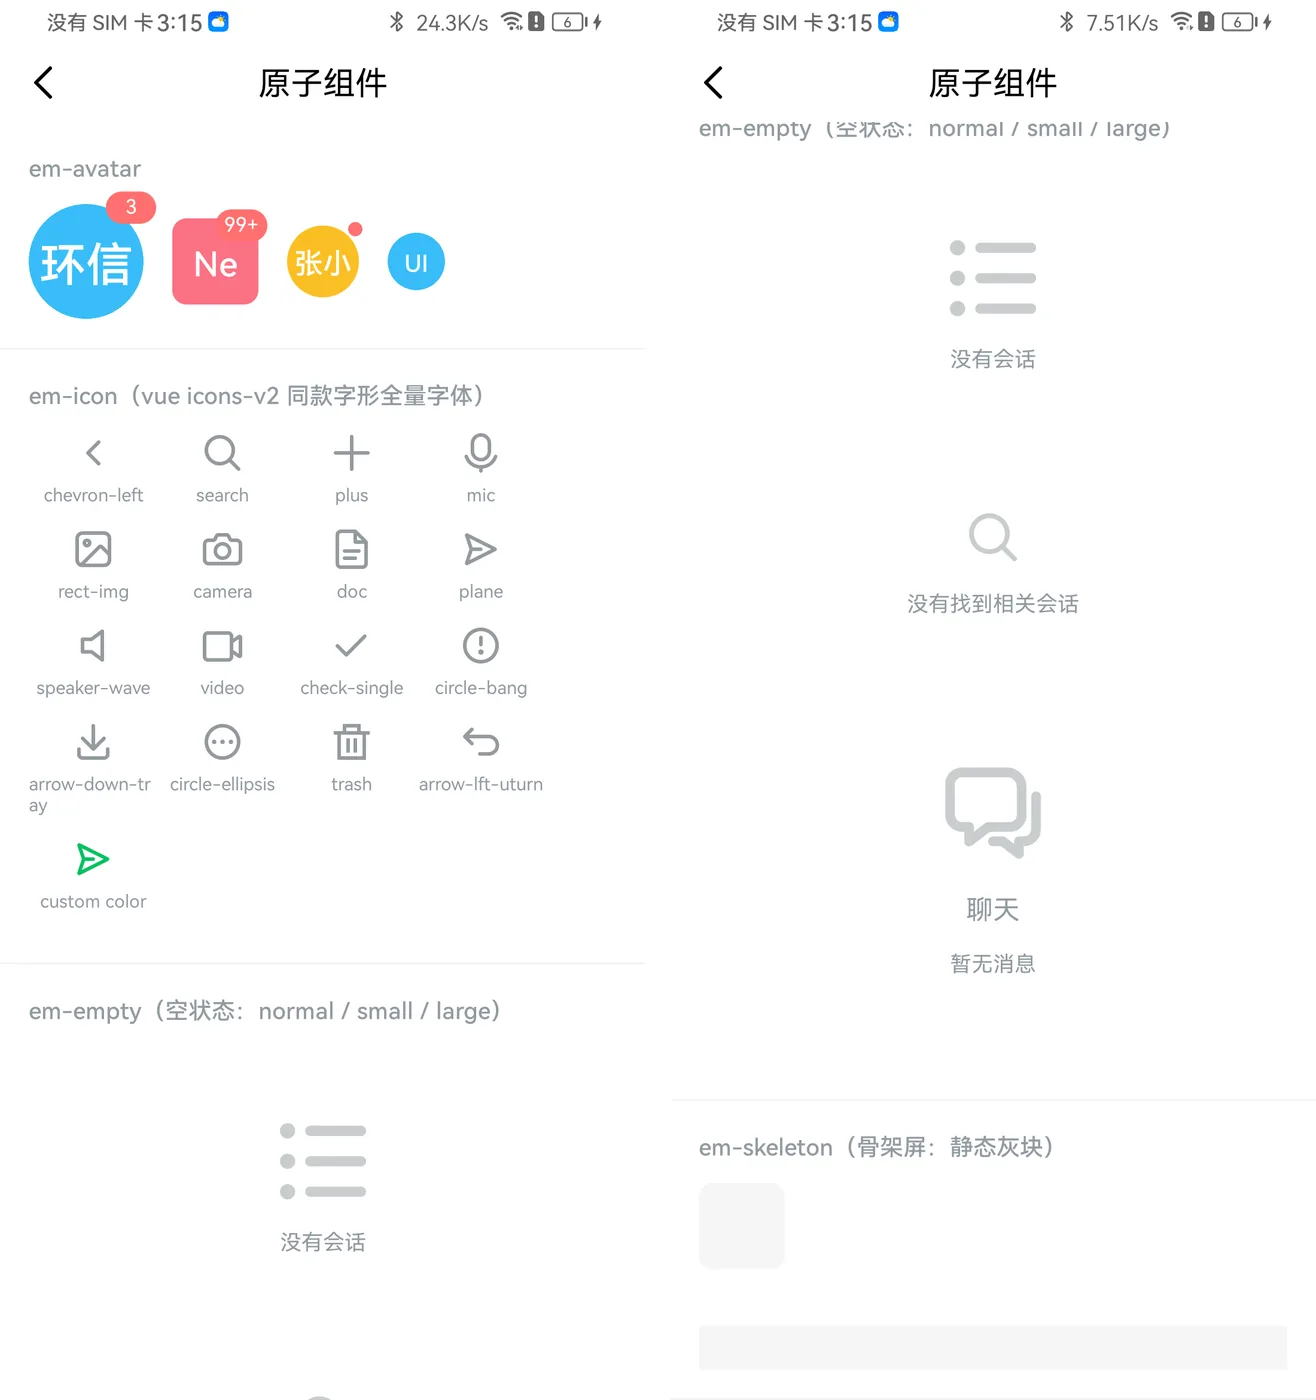 没有 SIM 卡 3:15 24.3K/s 6
原子组件
em-avatar
环信 3
Ne 99+
张小
UI
em-icon（vue icons-v2 同款字形全量字体）
chevron-left search plus mic
rect-img camera doc plane
speaker-wave video check-single circle-bang
arrow-down-tr circle-ellipsis trash arrow-lft-uturn
ay
custom color
em-empty（空状态：normal / small / large）
没有会话
没有 SIM 卡 3:15 7.51K/s 6
原子组件
em-empty（空状态：normal / small / large）
没有会话
没有找到相关会话
聊天
暂无消息
em-skeleton（骨架屏：静态灰块）